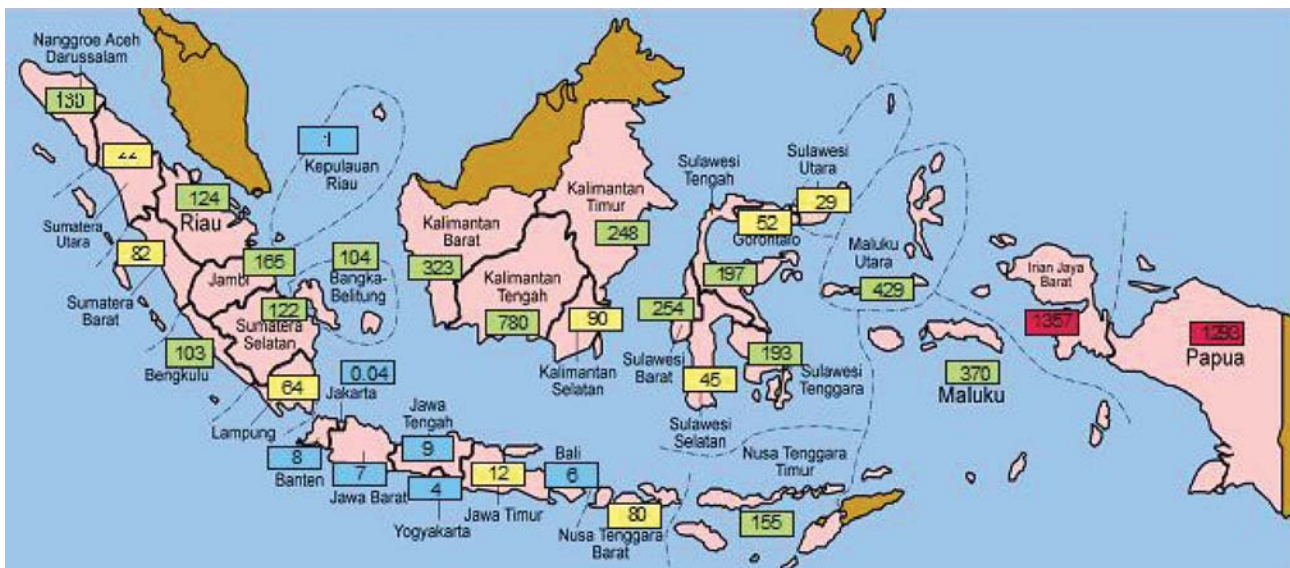 Nanggroe Aceh
Darussalam
1
Kepulauan
Riau
124
Riau
Sumatera
Utara
82
Sumatera
Barat
165
Jambi
104
Bangka-
Belitung
122
Sumatera
Selatan
103
Bengkulu
64
Lampung
0.04
Jakarta
8
Banten
7
Jawa Barat
Jawa
Tengah
9
4
Yogyakarta
12
Jawa Timur
Bali
6
80
Nusa Tenggara
Barat
Nusa Tenggara
Timur
155
Kalimantan
Barat
323
Kalimantan
Tengah
780
Kalimantan
Timur
248
90
Kalimantan
Selatan
Sulawesi
Tengah
197
Sulawesi
Utara
29
52
Gorontalo
254
Sulawesi
Barat
45
Sulawesi
Selatan
193
Sulawesi
Tenggara
Maluku
Utara
429
370
Maluku
Irian Jaya
Barat
1357
1293
Papua